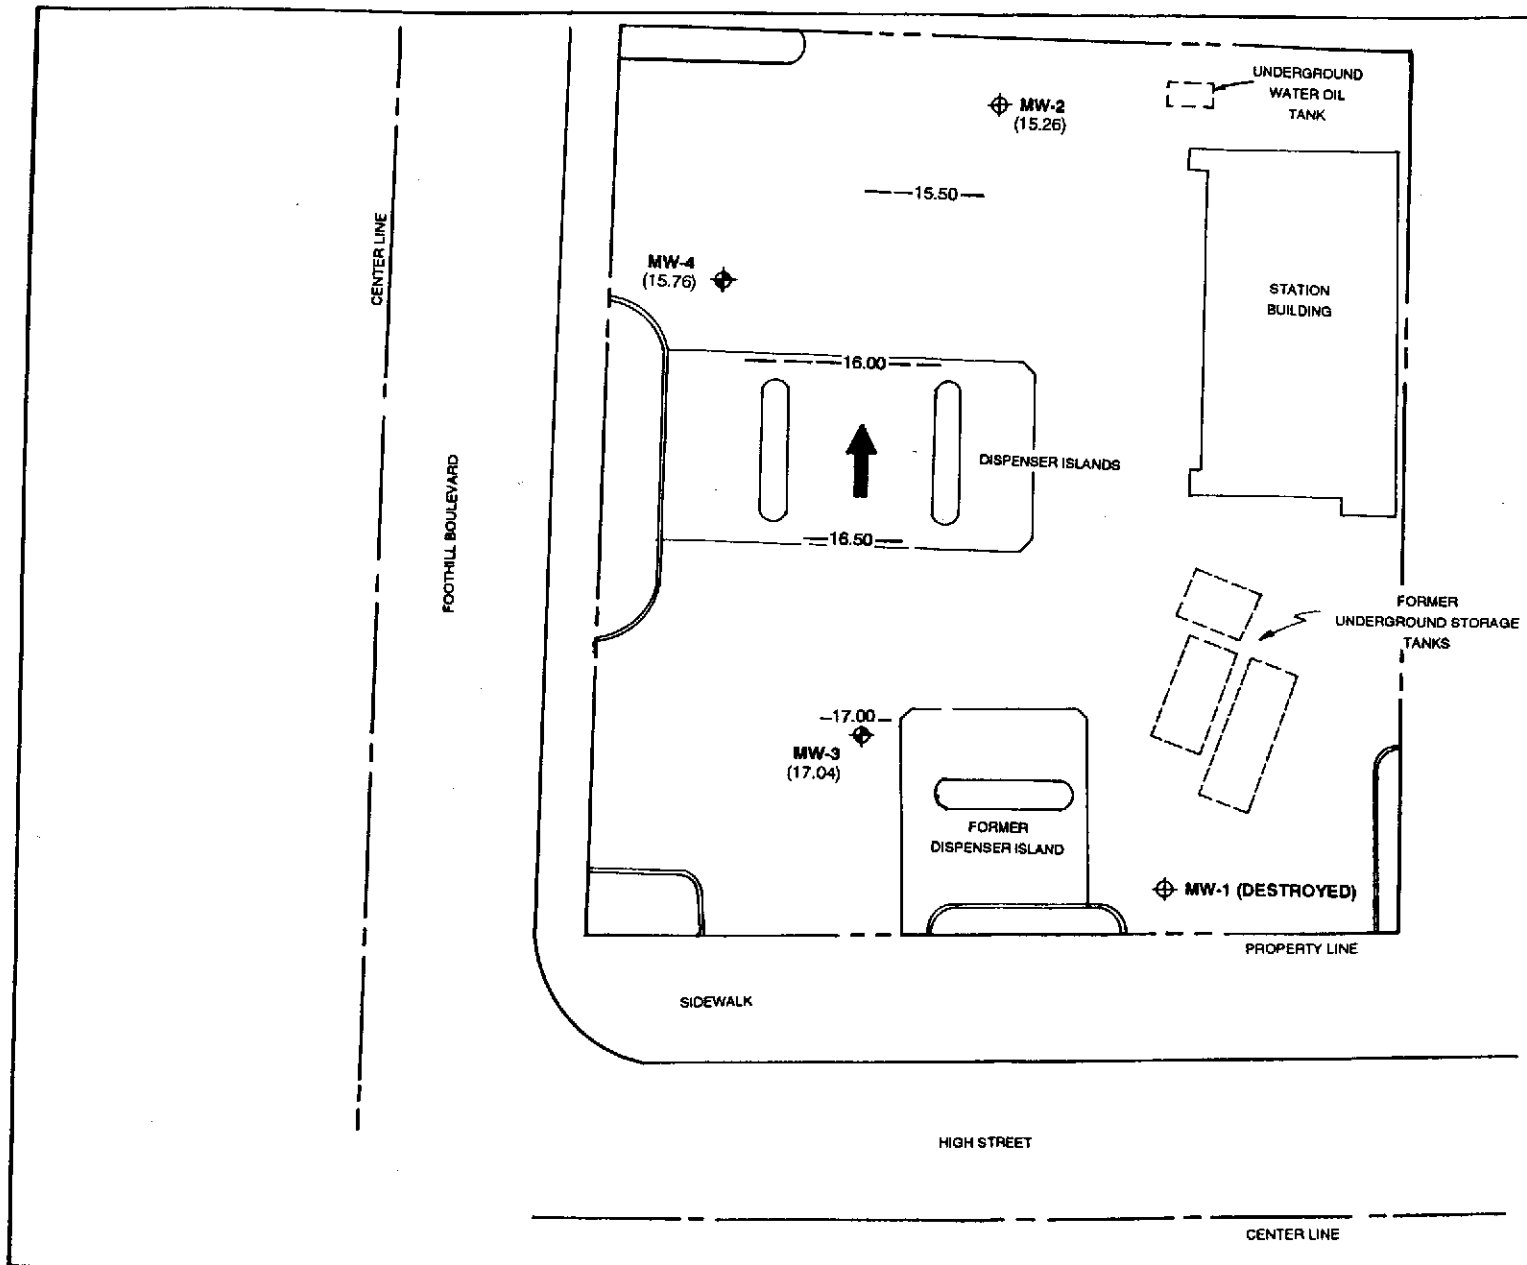 UNDERGROUND
WATER OIL
TANK
MW-2
(15.26)
15.50
CENTER LINE
MW-4
(15.76)
STATION
BUILDING
16.00
DISPENSER ISLANDS
FOOTHILL BOULEVARD
16.50
FORMER
UNDERGROUND STORAGE
TANKS
17.00
MW-3
(17.04)
FORMER
DISPENSER ISLAND
MW-1 (DESTROYED)
PROPERTY LINE
SIDEWALK
HIGH STREET
CENTER LINE